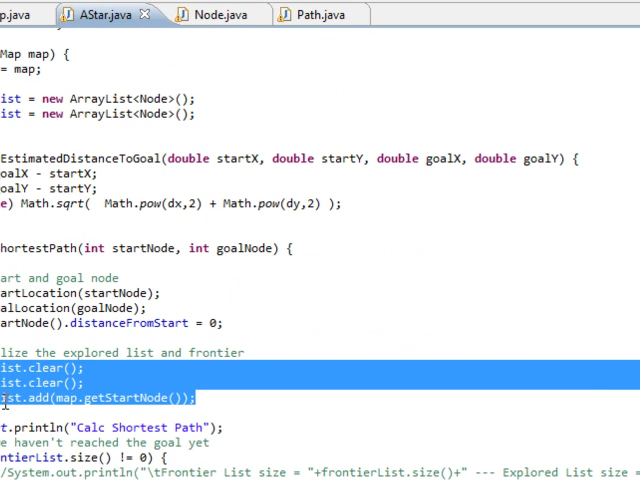 p.java AStar.java Node.java Path.java
Map map) {
= map;
ist = new ArrayList<Node>();
ist = new ArrayList<Node>();
EstimatedDistanceToGoal(double startX, double startY, double goalX, double goalY) {
oalX - startX;
oalY - startY;
e) Math.sqrt( Math.pow(dx,2) + Math.pow(dy,2) );
hortestPath(int startNode, int goalNode) {
art and goal node
artLocation(startNode);
alLocation(goalNode);
artNode().distanceFromStart = 0;
lize the explored list and frontier
ist.clear();
ist.clear();
ist.add(map.getStartNode());
t.println("Calc Shortest Path");
e haven't reached the goal yet
ntierList.size() != 0) {
/System.out.println("\tFrontier List size = "+frontierList.size()+" --- Explored List size =